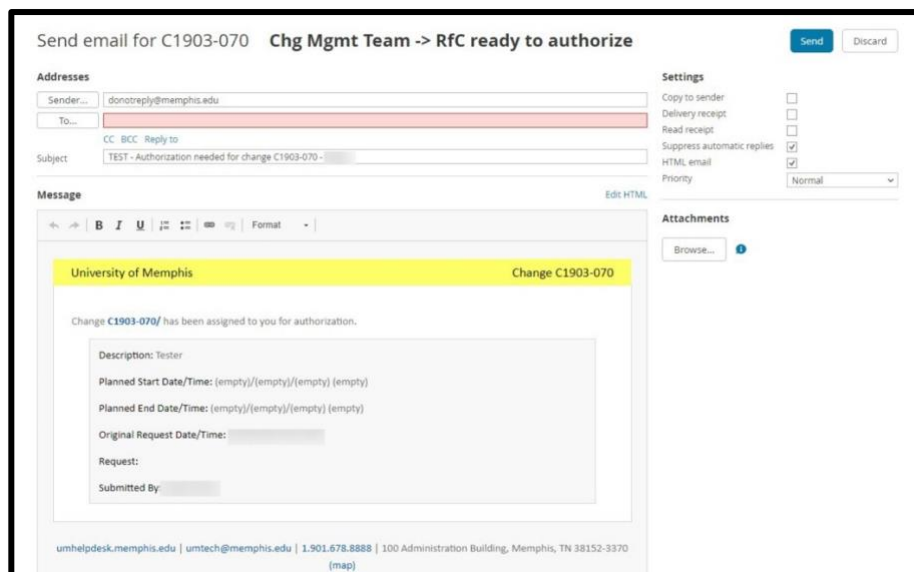 Send email for C1903-070 Chg Mgmt Team -> RfC ready to authorize
Send
Discard
Addresses
Sender...
donotreply@memphis.edu
To...
CC BCC Reply to
Subject
TEST - Authorization needed for change C1903-070 -
Settings
Copy to sender
Delivery receipt
Read receipt
Suppress automatic replies
HTML email
Priority
Normal
Message
Edit HTML
B I U
Format
Attachments
Browse...
University of Memphis
Change C1903-070
Change C1903-070/ has been assigned to you for authorization.
Description: Tester
Planned Start Date/Time: (empty)/(empty)/(empty) (empty)
Planned End Date/Time: (empty)/(empty)/(empty) (empty)
Original Request Date/Time:
Request:
Submitted By:
umhelpdesk.memphis.edu | umtech@memphis.edu | 1.901.678.8888 | 100 Administration Building, Memphis, TN 38152-3370
(map)